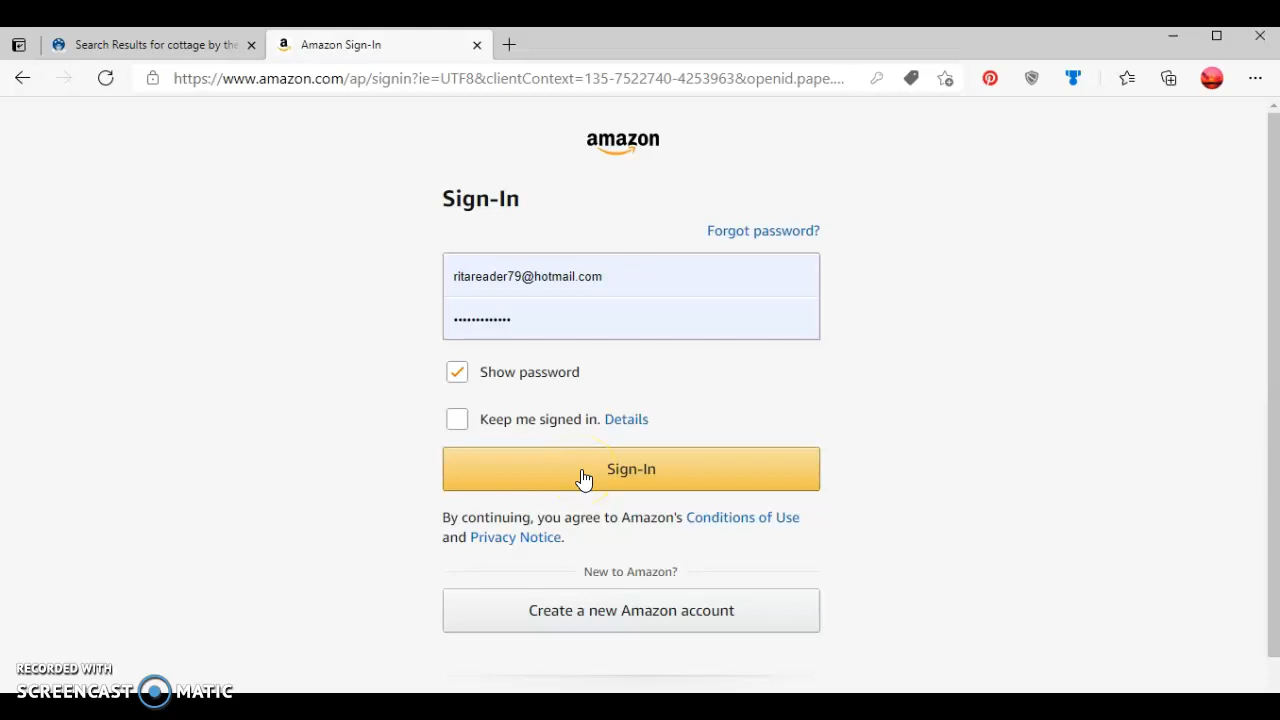 Search Results for cottage by the
Amazon Sign-In
https://www.amazon.com/ap/signin?ie=UTF8&clientContext=135-7522740-4253963&openid.pape....
amazon
Sign-In
Forgot password?
ritareader79@hotmail.com
•••••••••••••
Show password
Keep me signed in. Details
Sign-In
By continuing, you agree to Amazon's Conditions of Use
and Privacy Notice.
New to Amazon?
Create a new Amazon account
RECORDED WITH
SCREENCAST MATIC